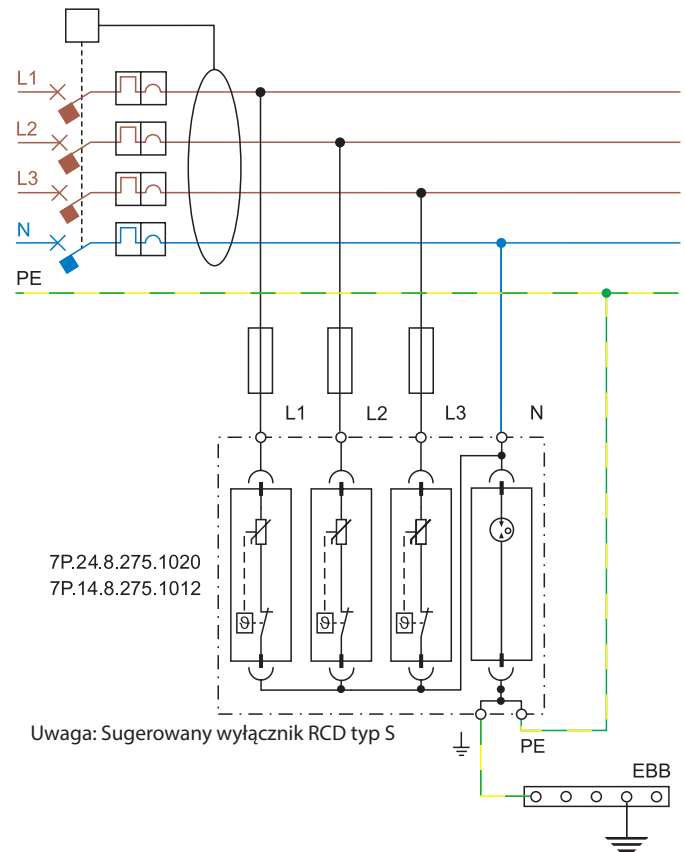 L1
L2
L3
N
PE
L1 L2 L3 N
7P.24.8.275.1020
7P.14.8.275.1012
ϑ ϑ ϑ
Uwaga: Sugerowany wyłącznik RCD typ S
PE
EBB